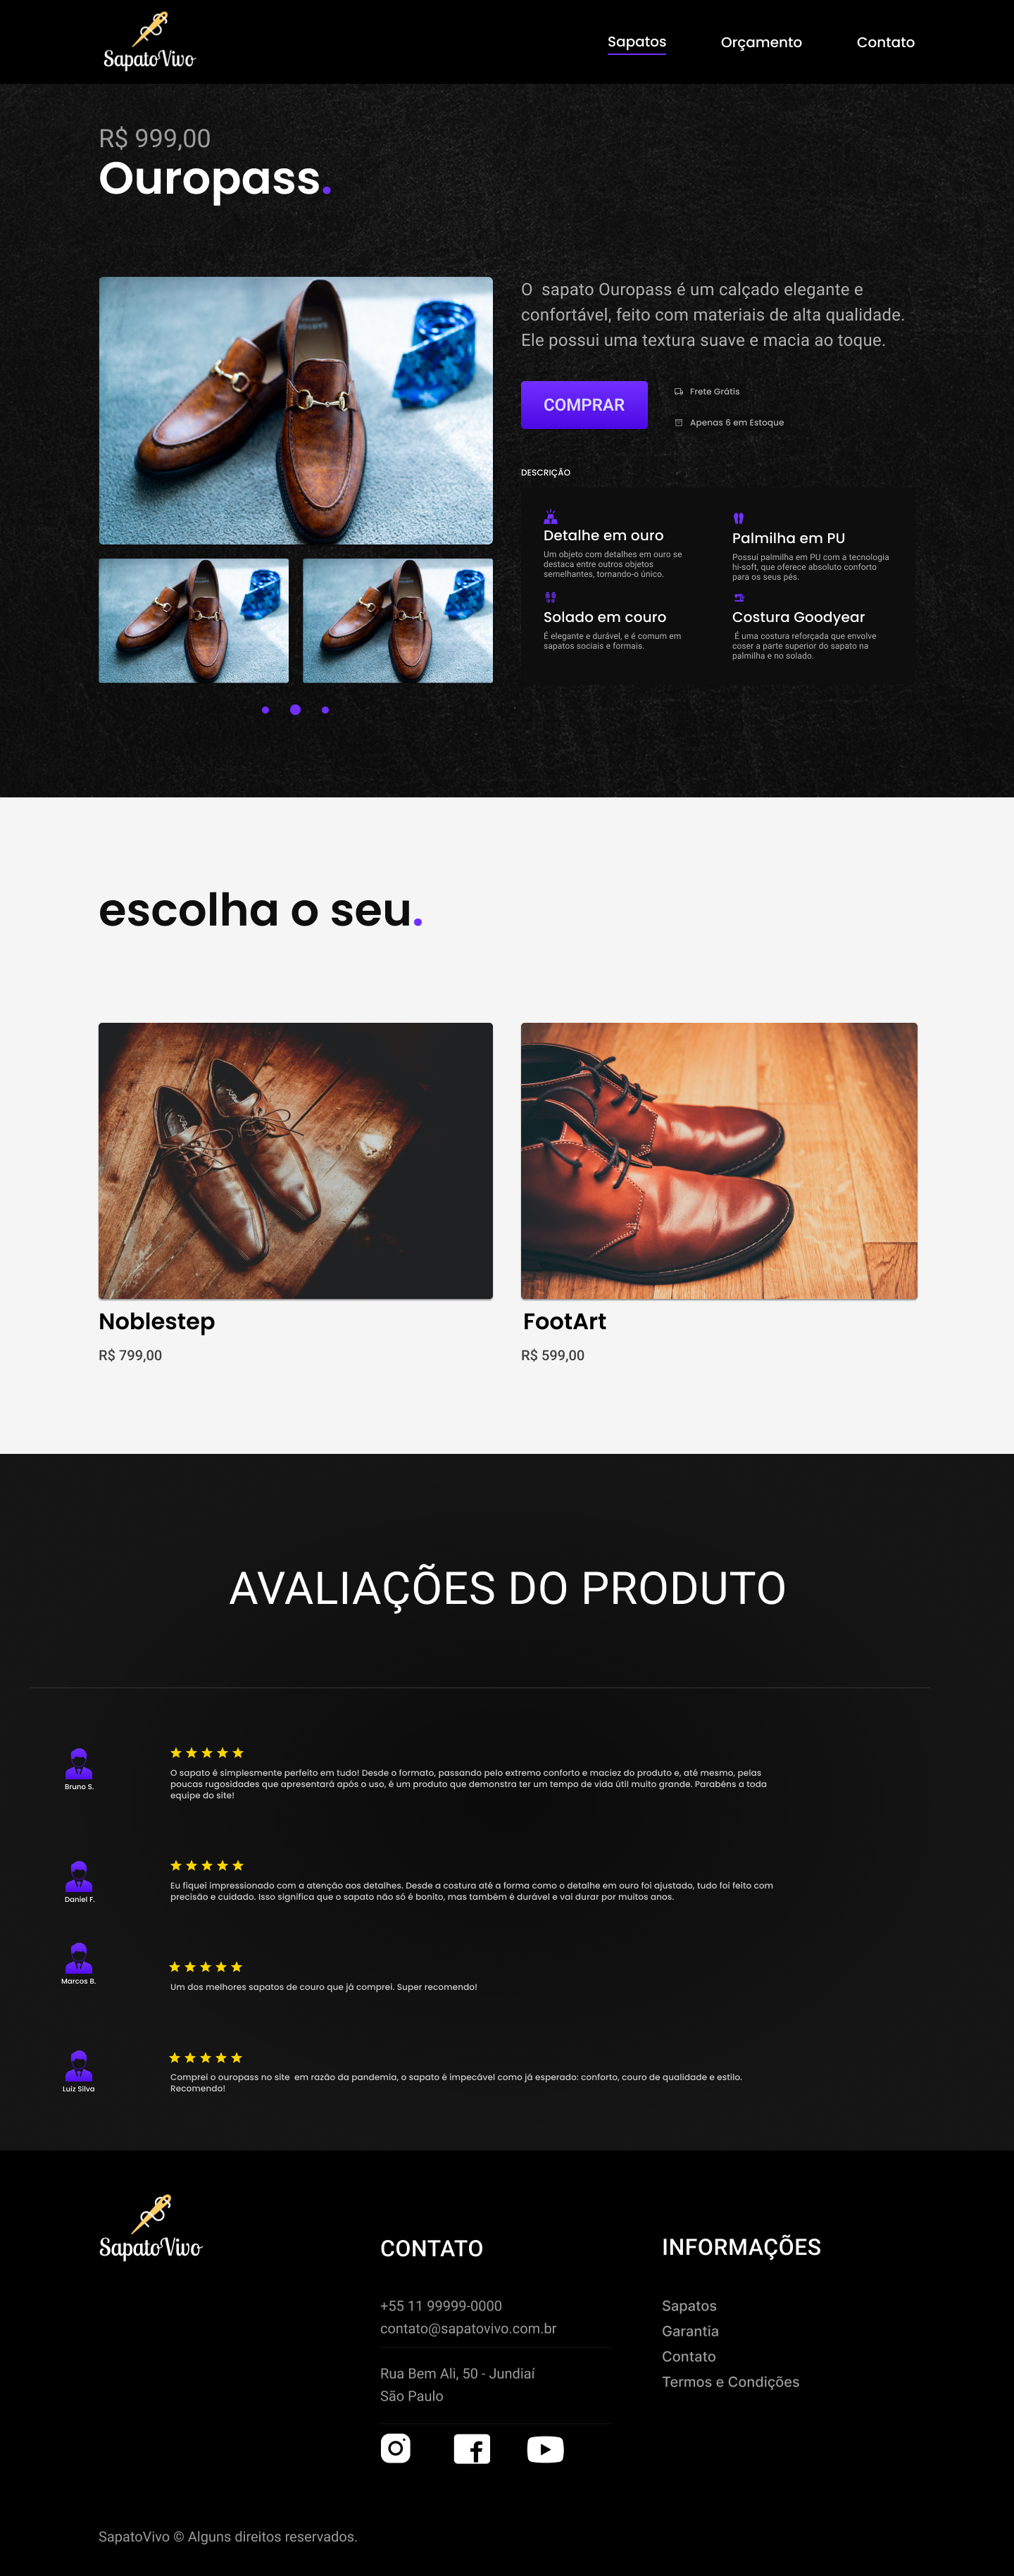 SapatoVivo
Sapatos
Orçamento
Contato
R$ 999,00
Ouropass.
O sapato Ouropass é um calçado elegante e
confortável, feito com materiais de alta qualidade.
Ele possui uma textura suave e macia ao toque.
COMPRAR
Frete Grátis
Apenas 6 em Estoque
DESCRIÇÃO
Detalhe em ouro
Um objeto com detalhes em ouro se
destaca entre outros objetos
semelhantes, tornando-o único.
Palmilha em PU
Possuí palmilha em PU com a tecnologia
hi-soft, que oferece absoluto conforto
para os seus pés.
Solado em couro
É elegante e durável, e é comum em
sapatos sociais e formais.
Costura Goodyear
É uma costura reforçada que envolve
coser a parte superior do sapato na
palmilha e no solado.
escolha o seu.
Noblestep
R$ 799,00
FootArt
R$ 599,00
AVALIAÇÕES DO PRODUTO
Bruno S.
O sapato é simplesmente perfeito em tudo! Desde o formato, passando pelo extremo conforto e maciez do produto e, até mesmo, pelas
poucas rugosidades que apresentará após o uso, é um produto que demonstra ter um tempo de vida útil muito grande. Parabéns a toda
equipe do site!
Daniel F.
Eu fiquei impressionado com a atenção aos detalhes. Desde a costura até a forma como o detalhe em ouro foi ajustado, tudo foi feito com
precisão e cuidado. Isso significa que o sapato não só é bonito, mas também é durável e vai durar por muitos anos.
Marcos B.
Um dos melhores sapatos de couro que já comprei. Super recomendo!
Luiz Silva
Comprei o ouropass no site em razão da pandemia, o sapato é impecável como já esperado: conforto, couro de qualidade e estilo.
Recomendo!
SapatoVivo
CONTATO
+55 11 99999-0000
contato@sapatovivo.com.br
Rua Bem Ali, 50 - Jundiaí
São Paulo
INFORMAÇÕES
Sapatos
Garantia
Contato
Termos e Condições
SapatoVivo © Alguns direitos reservados.